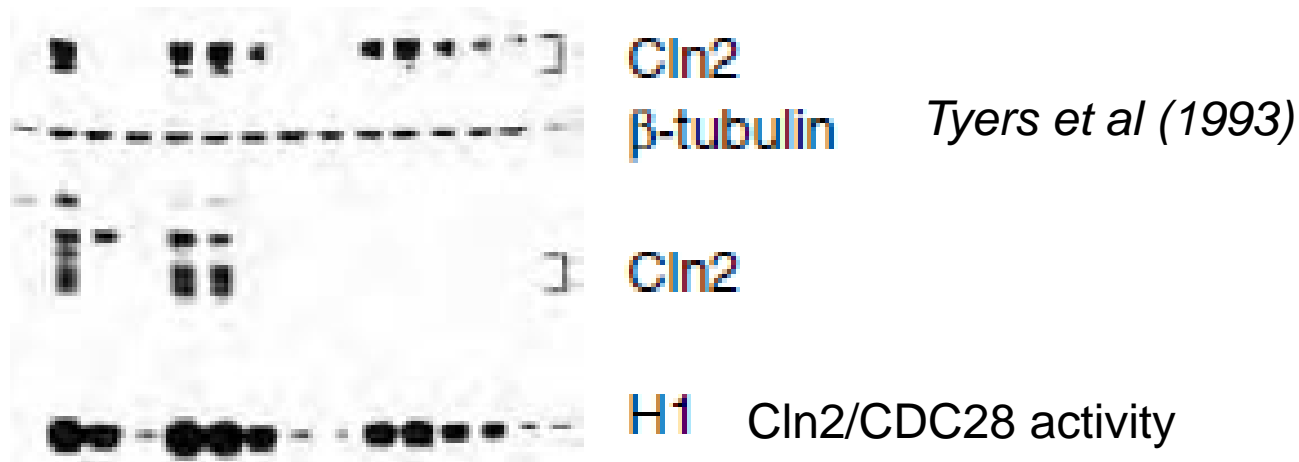 Cln2
β-tubulin Tyers et al (1993)
Cln2
H1 Cln2/CDC28 activity